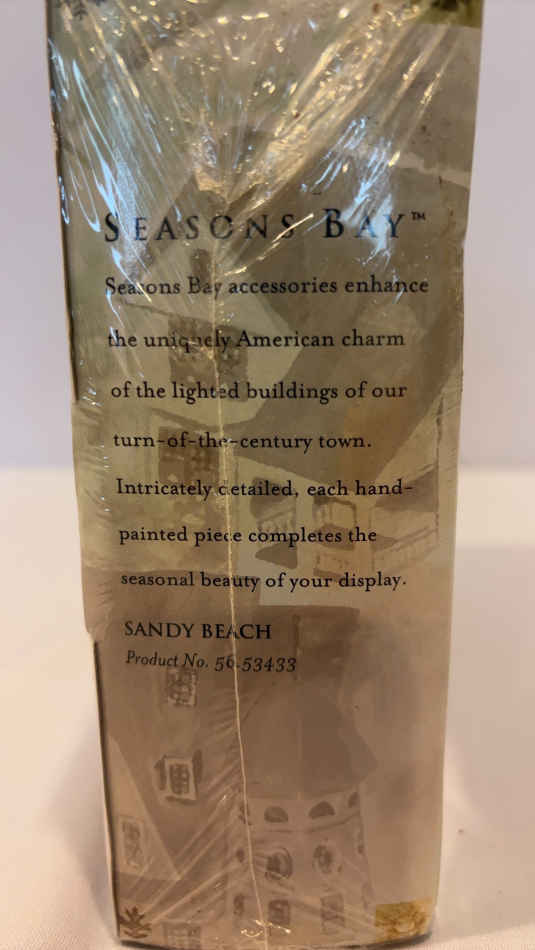 SEASONS BAY™
Seasons Bay accessories enhance
the uniquely American charm
of the lighted buildings of our
turn-of-the-century town.
Intricately detailed, each hand-
painted piece completes the
seasonal beauty of your display.
SANDY BEACH
Product No. 56.53433